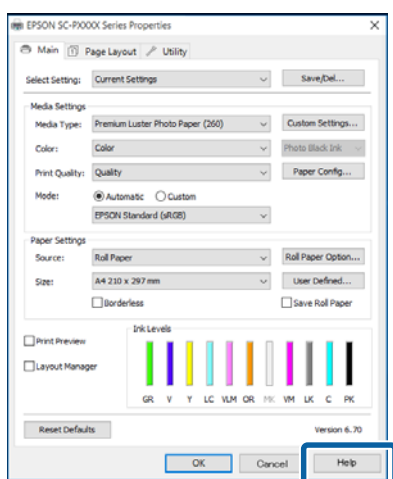 EPSON SC-PXXXX Series Properties
Main Page Layout Utility
Select Setting: Current Settings Save/Del...
Media Settings
Media Type: Premium Luster Photo Paper (260) Custom Settings...
Color: Color Photo Black Ink
Print Quality: Quality Paper Config...
Mode: Automatic Custom
EPSON Standard (sRGB)
Paper Settings
Source: Roll Paper Roll Paper Option...
Size: A4 210 x 297 mm User Defined...
Borderless Save Roll Paper
Ink Levels
Print Preview
Layout Manager
GR V Y LC VLM OR MK VM LK C PK
Reset Defaults Version 6.70
OK Cancel Help